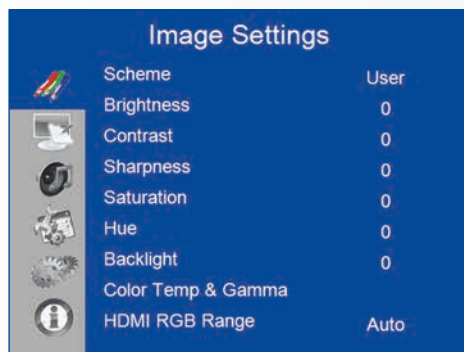 Image Settings
Scheme User
Brightness 0
Contrast 0
Sharpness 0
Saturation 0
Hue 0
Backlight 0
Color Temp & Gamma
HDMI RGB Range Auto